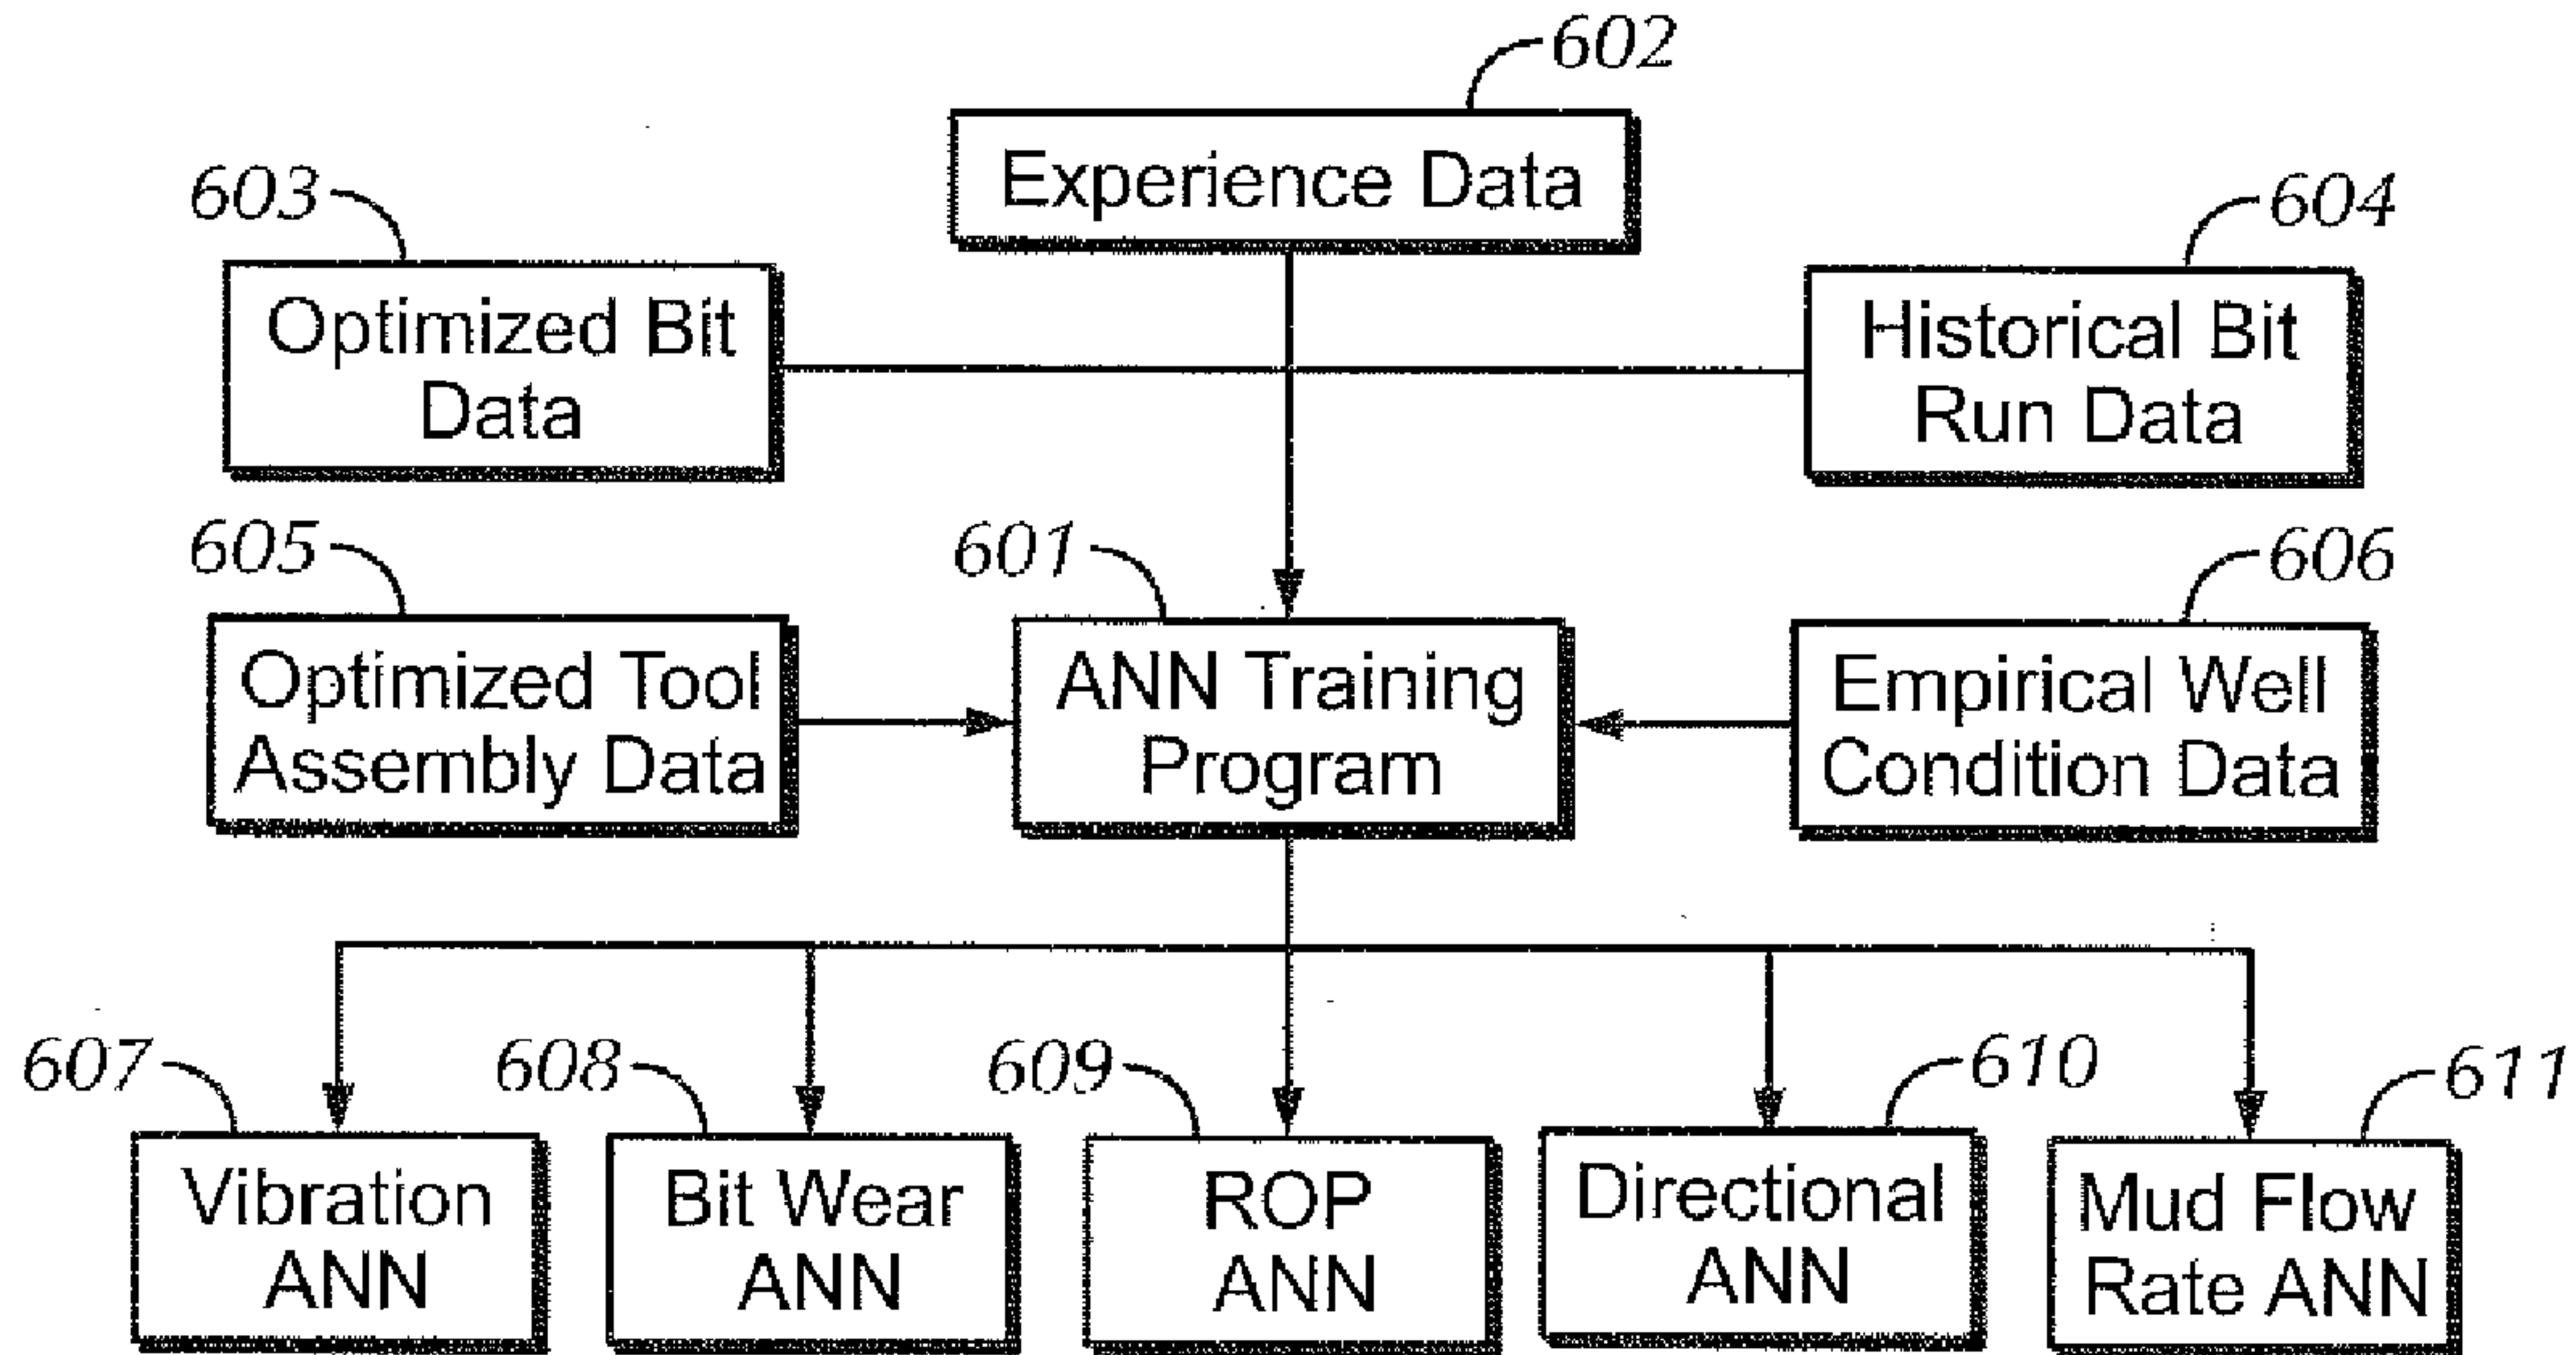 602
Experience Data
603
Optimized Bit
Data
604
Historical Bit
Run Data
605
Optimized Tool
Assembly Data
601
ANN Training
Program
606
Empirical Well
Condition Data
607
Vibration
ANN
608
Bit Wear
ANN
609
ROP
ANN
610
Directional
ANN
611
Mud Flow
Rate ANN